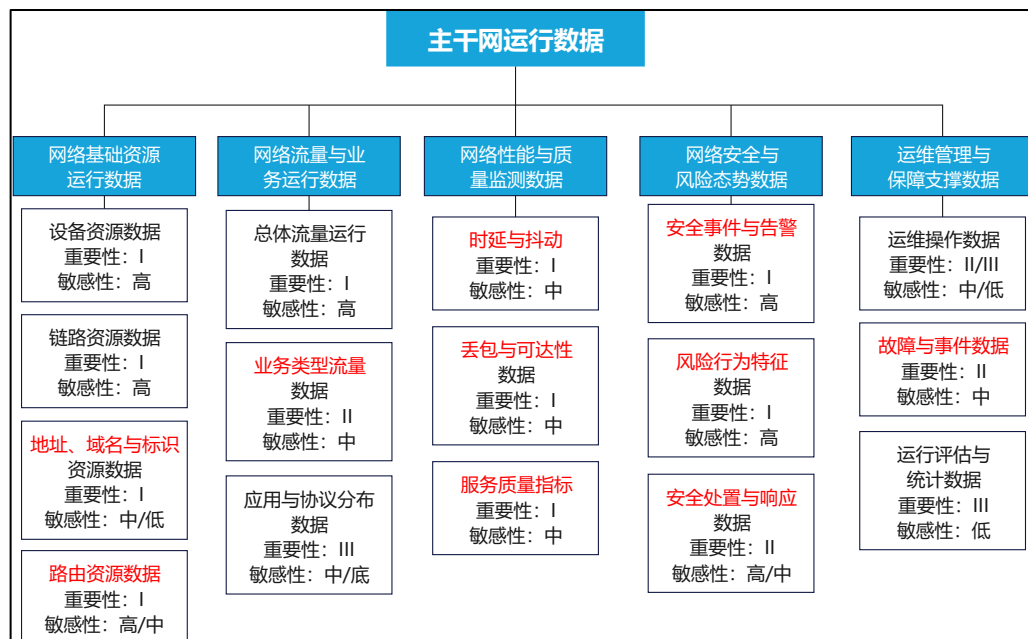 主干网运行数据
网络基础资源
运行数据
设备资源数据
重要性：I
敏感性：高
链路资源数据
重要性：I
敏感性：高
地址、域名与标识
资源数据
重要性：I
敏感性：中/低
路由资源数据
重要性：I
敏感性：高/中
网络流量与业
务运行数据
总体流量运行
数据
重要性：I
敏感性：高
业务类型流量
数据
重要性：II
敏感性：中
应用与协议分布
数据
重要性：III
敏感性：中/底
网络性能与质
量监测数据
时延与抖动
重要性：I
敏感性：中
丢包与可达性
数据
重要性：I
敏感性：中
服务质量指标
重要性：I
敏感性：中
网络安全与
风险态势数据
安全事件与告警
数据
重要性：I
敏感性：高
风险行为特征
数据
重要性：I
敏感性：高
安全处置与响应
数据
重要性：II
敏感性：高/中
运维管理与
保障支撑数据
运维操作数据
重要性：II/III
敏感性：中/低
故障与事件数据
重要性：II
敏感性：中
运行评估与
统计数据
重要性：III
敏感性：低